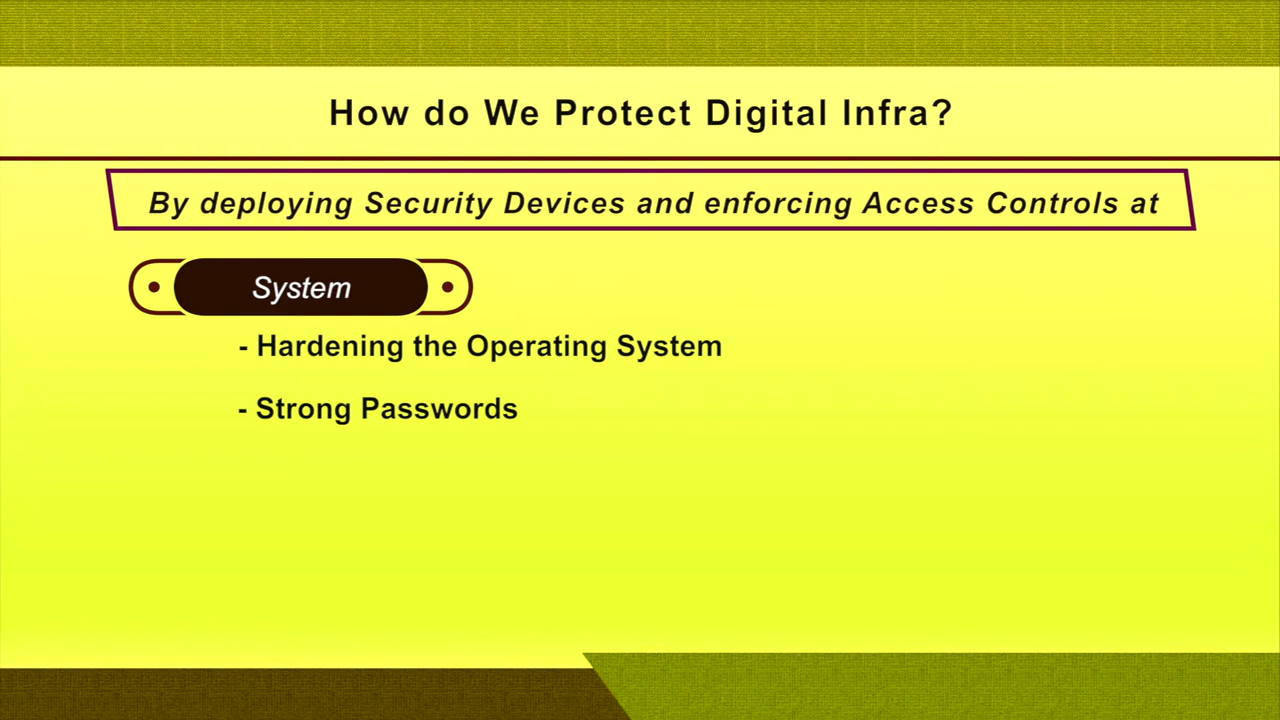 How do We Protect Digital Infra?
By deploying Security Devices and enforcing Access Controls at
System
- Hardening the Operating System
- Strong Passwords